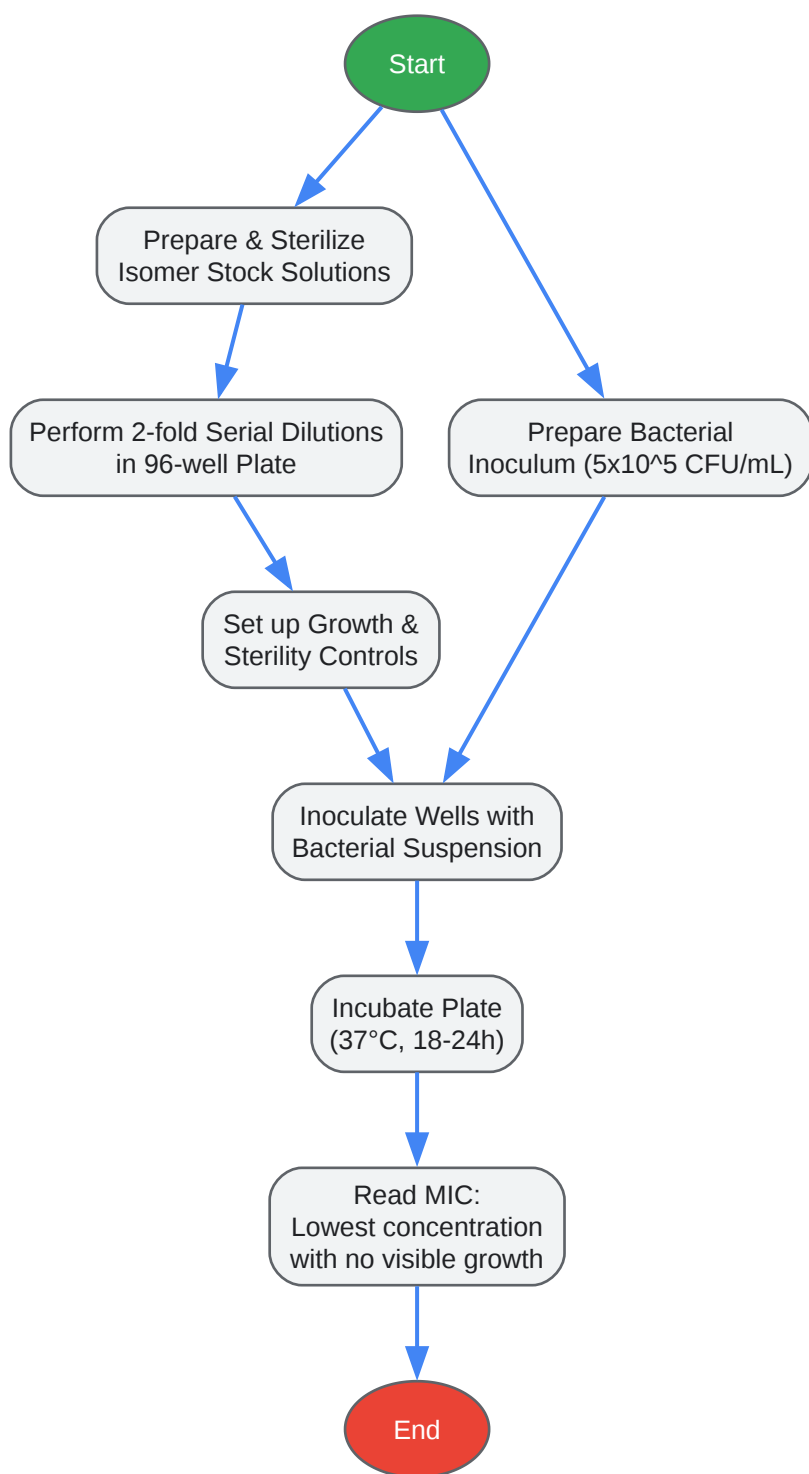 Start
Prepare & Sterilize
Isomer Stock Solutions
Perform 2-fold Serial Dilutions
in 96-well Plate
Prepare Bacterial
Inoculum (5x10^5 CFU/mL)
Set up Growth &
Sterility Controls
Inoculate Wells with
Bacterial Suspension
Incubate Plate
(37°C, 18-24h)
Read MIC:
Lowest concentration
with no visible growth
End